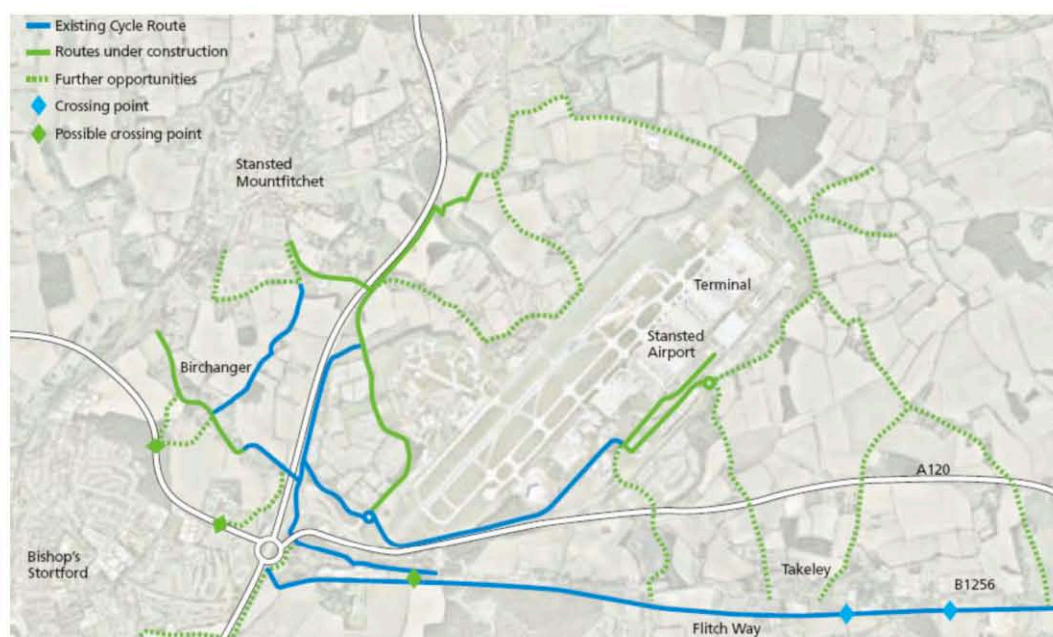 Existing Cycle Route
Routes under construction
Further opportunities
Crossing point
Possible crossing point
Stansted
Mountfitchet
Terminal
Stansted
Airport
Birchanger
A120
Bishop's
Stortford
Takeley
B1256
Flitch Way